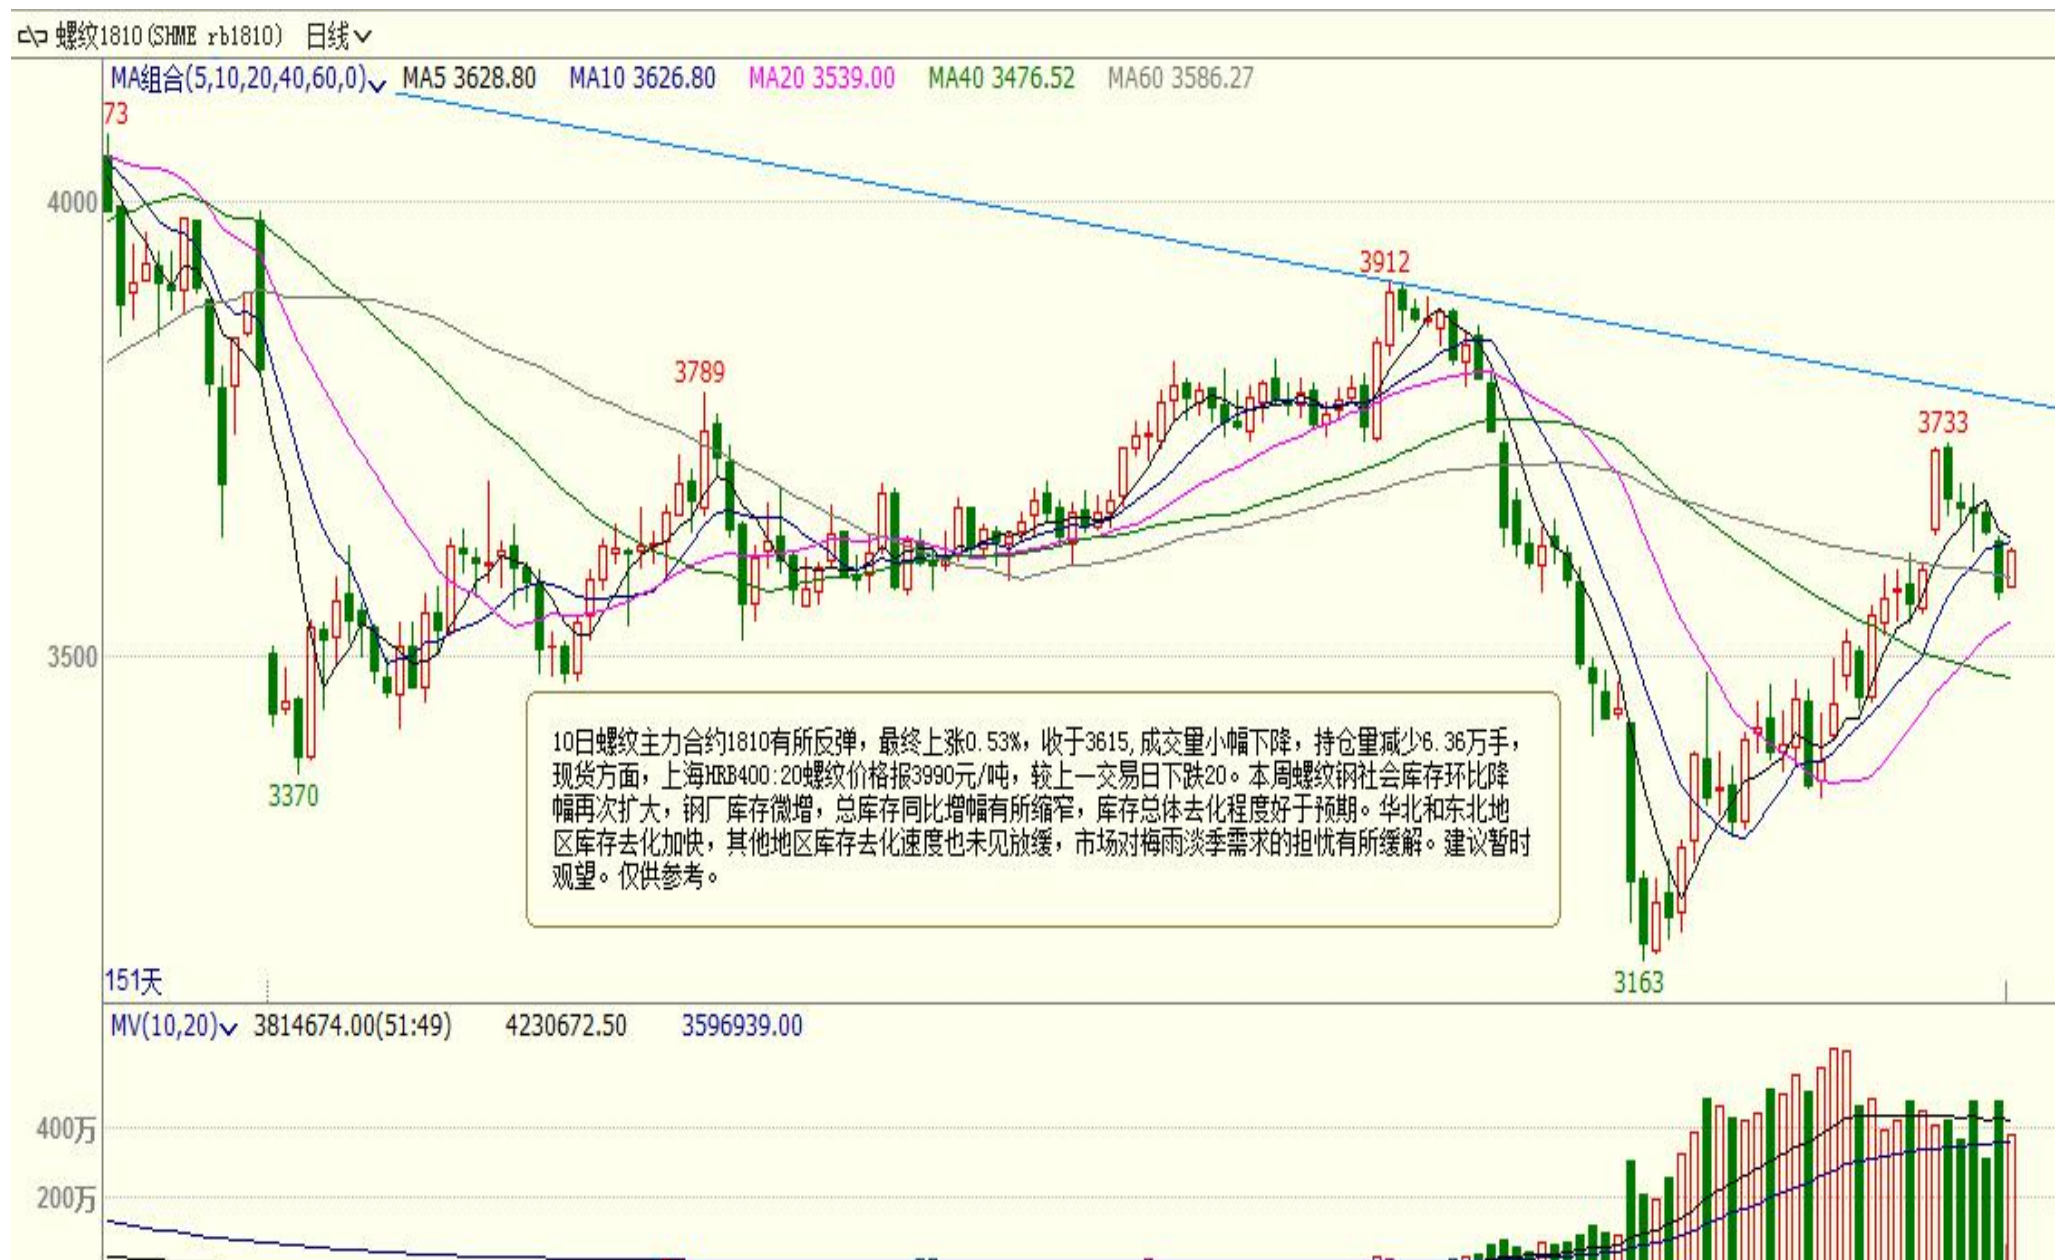 螺纹1810(SHME rb1810) 日线
MA组合(5,10,20,40,60,0) MA5 3628.80 MA10 3626.80 MA20 3539.00 MA40 3476.52 MA60 3586.27
73
4000
3912
3789
3733
3500
10日螺纹主力合约1810有所反弹，最终上涨0.53%，收于3615,成交量小幅下降，持仓量减少6.36万手，
现货方面，上海HRB400:20螺纹价格报3990元/吨，较上一交易日下跌20。本周螺纹钢社会库存环比降
幅再次扩大，钢厂库存微增，总库存同比增幅有所缩窄，库存总体去化程度好于预期。华北和东北地
区库存去化加快，其他地区库存去化速度也未见放缓，市场对梅雨淡季需求的担忧有所缓解。建议暂时
观望。仅供参考。
3370
151天
3163
MV(10,20) 3814674.00(51:49) 4230672.50 3596939.00
400万
200万